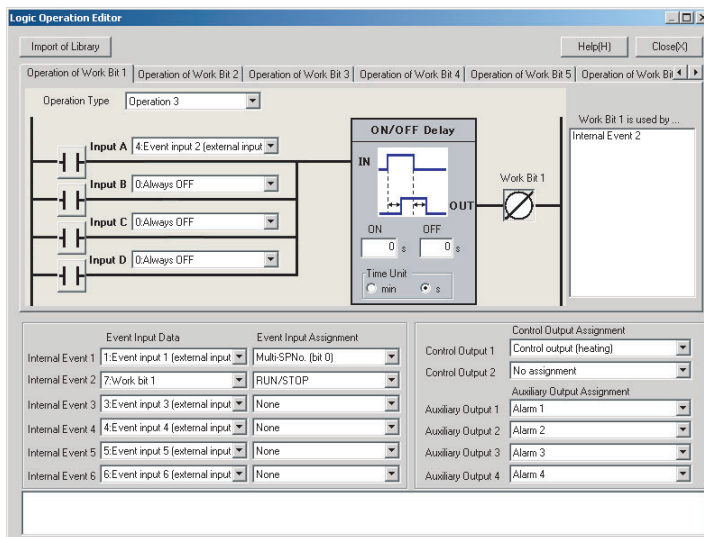 Logic Operation Editor
Import of Library
Help(H)
Close(X)
Operation of Work Bit 1
Operation of Work Bit 2
Operation of Work Bit 3
Operation of Work Bit 4
Operation of Work Bit 5
Operation of Work Bit
Operation Type
Operation 3
Input A
4:Event input 2 (external input
Input B
0:Always OFF
Input C
0:Always OFF
Input D
0:Always OFF
ON/OFF Delay
IN
OUT
ON
OFF
0 s
0 s
Time Unit
min
s
Work Bit 1
Work Bit 1 is used by ...
Internal Event 2
Event Input Data
Event Input Assignment
Internal Event 1
1:Event input 1 (external input
Multi-SPNo. (bit 0)
Internal Event 2
7:Work bit 1
RUN/STOP
Internal Event 3
3:Event input 3 (external input
None
Internal Event 4
4:Event input 4 (external input
None
Internal Event 5
5:Event input 5 (external input
None
Internal Event 6
6:Event input 6 (external input
None
Control Output Assignment
Control Output 1
Control output (heating)
Control Output 2
No assignment
Auxiliary Output Assignment
Auxiliary Output 1
Alarm 1
Auxiliary Output 2
Alarm 2
Auxiliary Output 3
Alarm 3
Auxiliary Output 4
Alarm 4